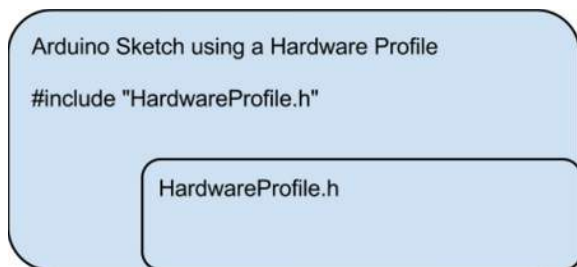 Arduino Sketch using a Hardware Profile
#include "HardwareProfile.h"
HardwareProfile.h